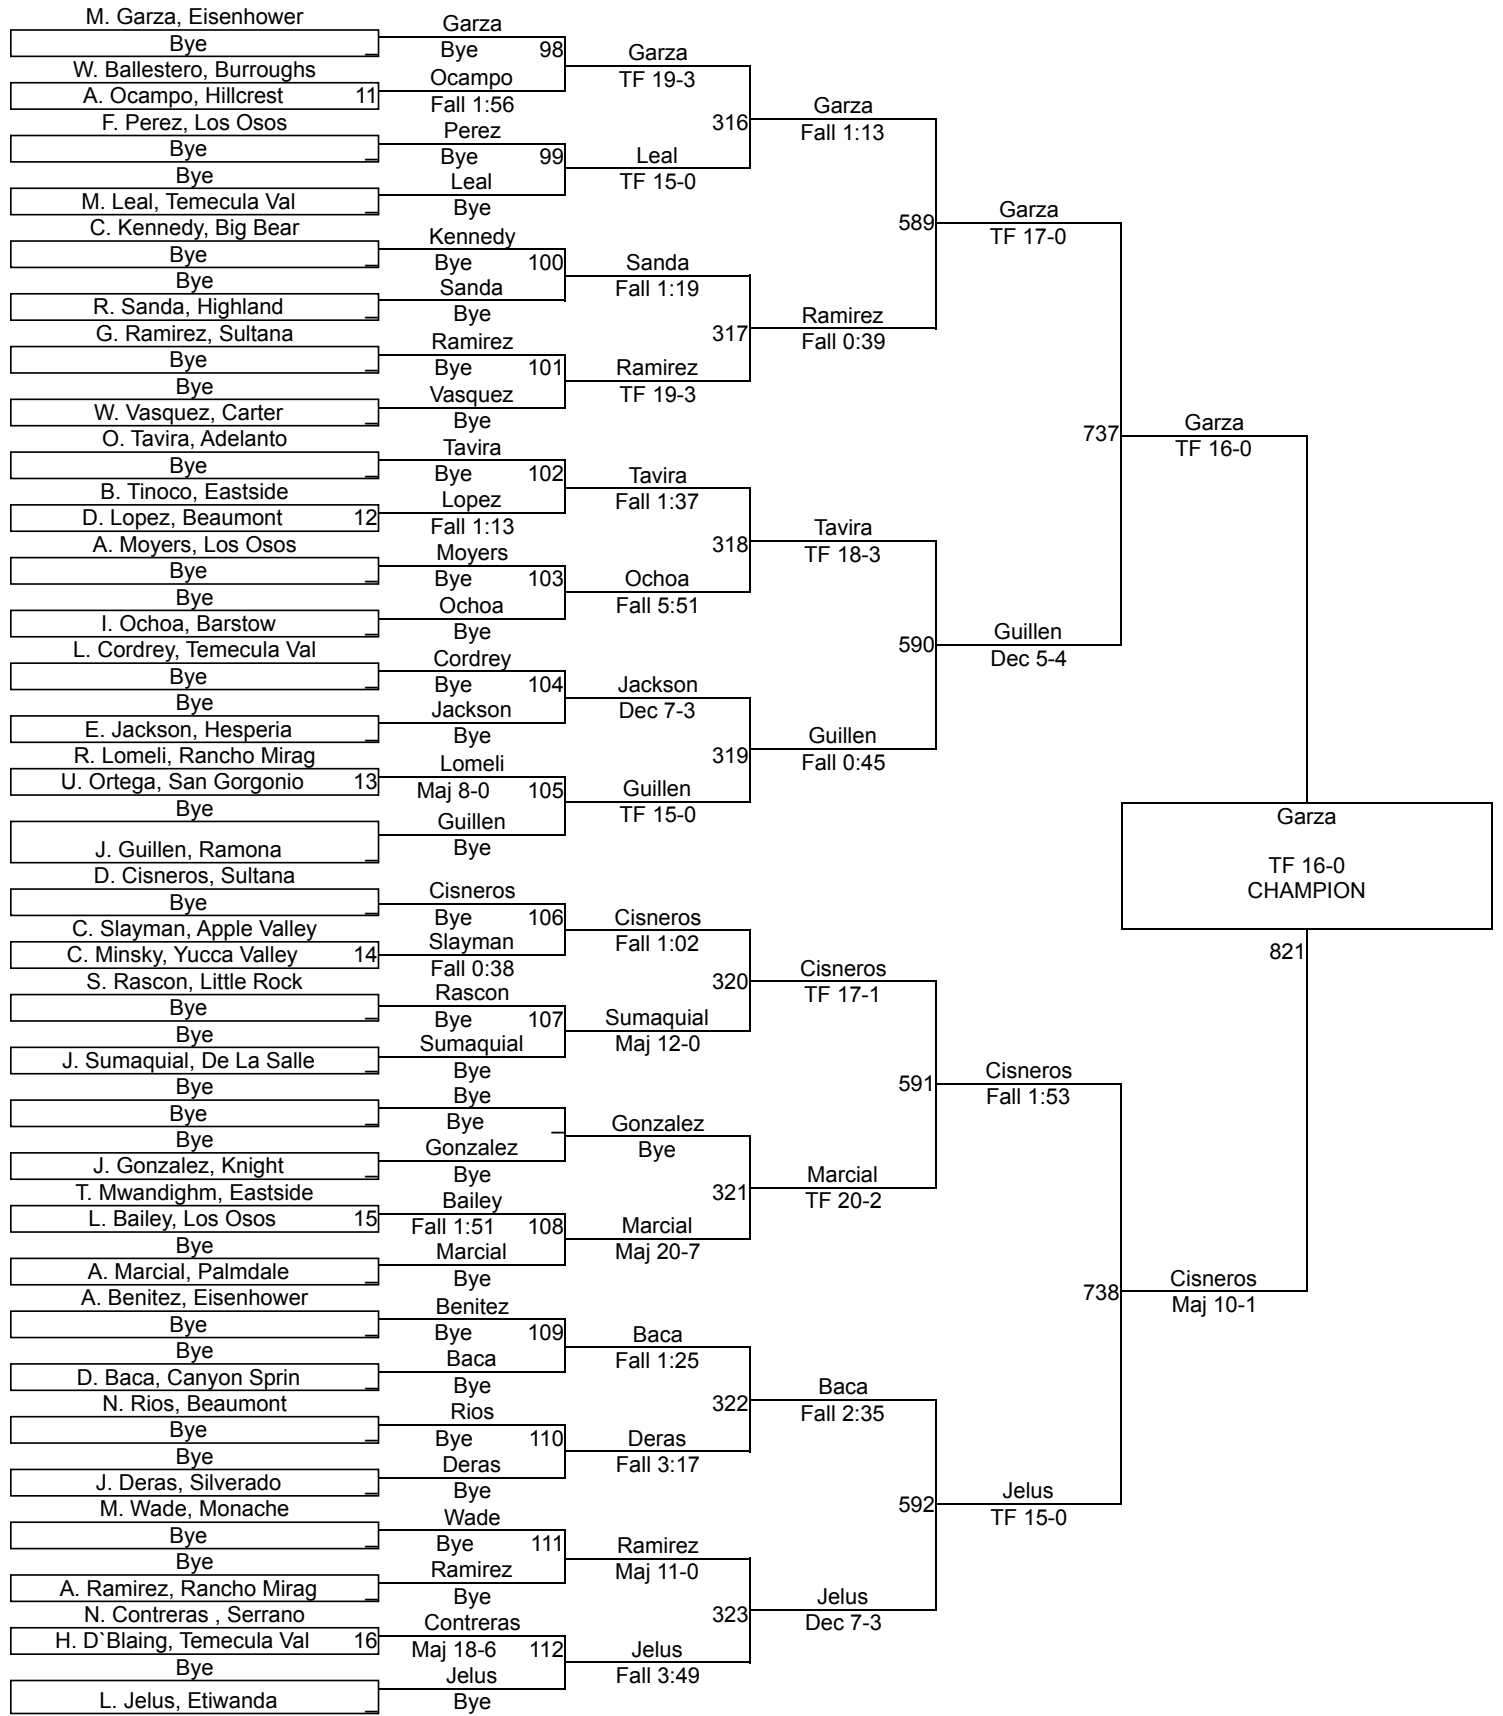 M. Garza, Eisenhower
Bye
W. Ballestero, Burroughs
A. Ocampo, Hillcrest 11
F. Perez, Los Osos
Bye
Bye
M. Leal, Temecula Val
C. Kennedy, Big Bear
Bye
Bye
R. Sanda, Highland
G. Ramirez, Sultana
Bye
Bye
W. Vasquez, Carter
O. Tavira, Adelanto
Bye
B. Tinoco, Eastside
D. Lopez, Beaumont 12
A. Moyers, Los Osos
Bye
Bye
I. Ochoa, Barstow
L. Cordrey, Temecula Val
Bye
Bye
E. Jackson, Hesperia
R. Lomeli, Rancho Mirag
U. Ortega, San Gorgonio 13
Bye
J. Guillen, Ramona
D. Cisneros, Sultana
Bye
C. Slayman, Apple Valley
C. Minsky, Yucca Valley 14
S. Rascon, Little Rock
Bye
Bye
J. Sumaquial, De La Salle
Bye
Bye
Bye
J. Gonzalez, Knight
T. Mwandighm, Eastside
L. Bailey, Los Osos 15
Bye
A. Marcial, Palmdale
A. Benitez, Eisenhower
Bye
Bye
D. Baca, Canyon Sprin
N. Rios, Beaumont
Bye
Bye
J. Deras, Silverado
M. Wade, Monache
Bye
Bye
A. Ramirez, Rancho Mirag
N. Contreras , Serrano
H. D`Blaing, Temecula Val 16
Bye
L. Jelus, Etiwanda
Garza
Bye 98
Ocampo
Fall 1:56
Perez
Bye 99
Leal
Bye
Kennedy
Bye 100
Sanda
Bye
Ramirez
Bye 101
Vasquez
Bye
Tavira
Bye 102
Lopez
Fall 1:13
Moyers
Bye 103
Ochoa
Bye
Cordrey
Bye 104
Jackson
Bye
Lomeli
Maj 8-0 105
Guillen
Bye
Cisneros
Bye 106
Slayman
Fall 0:38
Rascon
Bye 107
Sumaquial
Bye
Bye
Bye
Gonzalez
Bye
Bailey
Fall 1:51 108
Marcial
Bye
Benitez
Bye 109
Baca
Bye
Rios
Bye 110
Deras
Bye
Wade
Bye 111
Ramirez
Bye
Contreras
Maj 18-6 112
Jelus
Bye
Garza
TF 19-3
316
Leal
TF 15-0
Sanda
Fall 1:19
317
Ramirez
TF 19-3
Tavira
Fall 1:37
318
Ochoa
Fall 5:51
Jackson
Dec 7-3
319
Guillen
TF 15-0
Cisneros
Fall 1:02
320
Sumaquial
Maj 12-0
Gonzalez
Bye
321
Marcial
Maj 20-7
Baca
Fall 1:25
322
Deras
Fall 3:17
Ramirez
Maj 11-0
323
Jelus
Fall 3:49
Garza
Fall 1:13
589
Ramirez
Fall 0:39
Tavira
TF 18-3
590
Guillen
Fall 0:45
Cisneros
TF 17-1
591
Marcial
TF 20-2
Baca
Fall 2:35
592
Jelus
Dec 7-3
Garza
TF 17-0
737
Guillen
Dec 5-4
Cisneros
Fall 1:53
738
Jelus
TF 15-0
Garza
TF 16-0
Garza
TF 16-0
CHAMPION
821
Cisneros
Maj 10-1